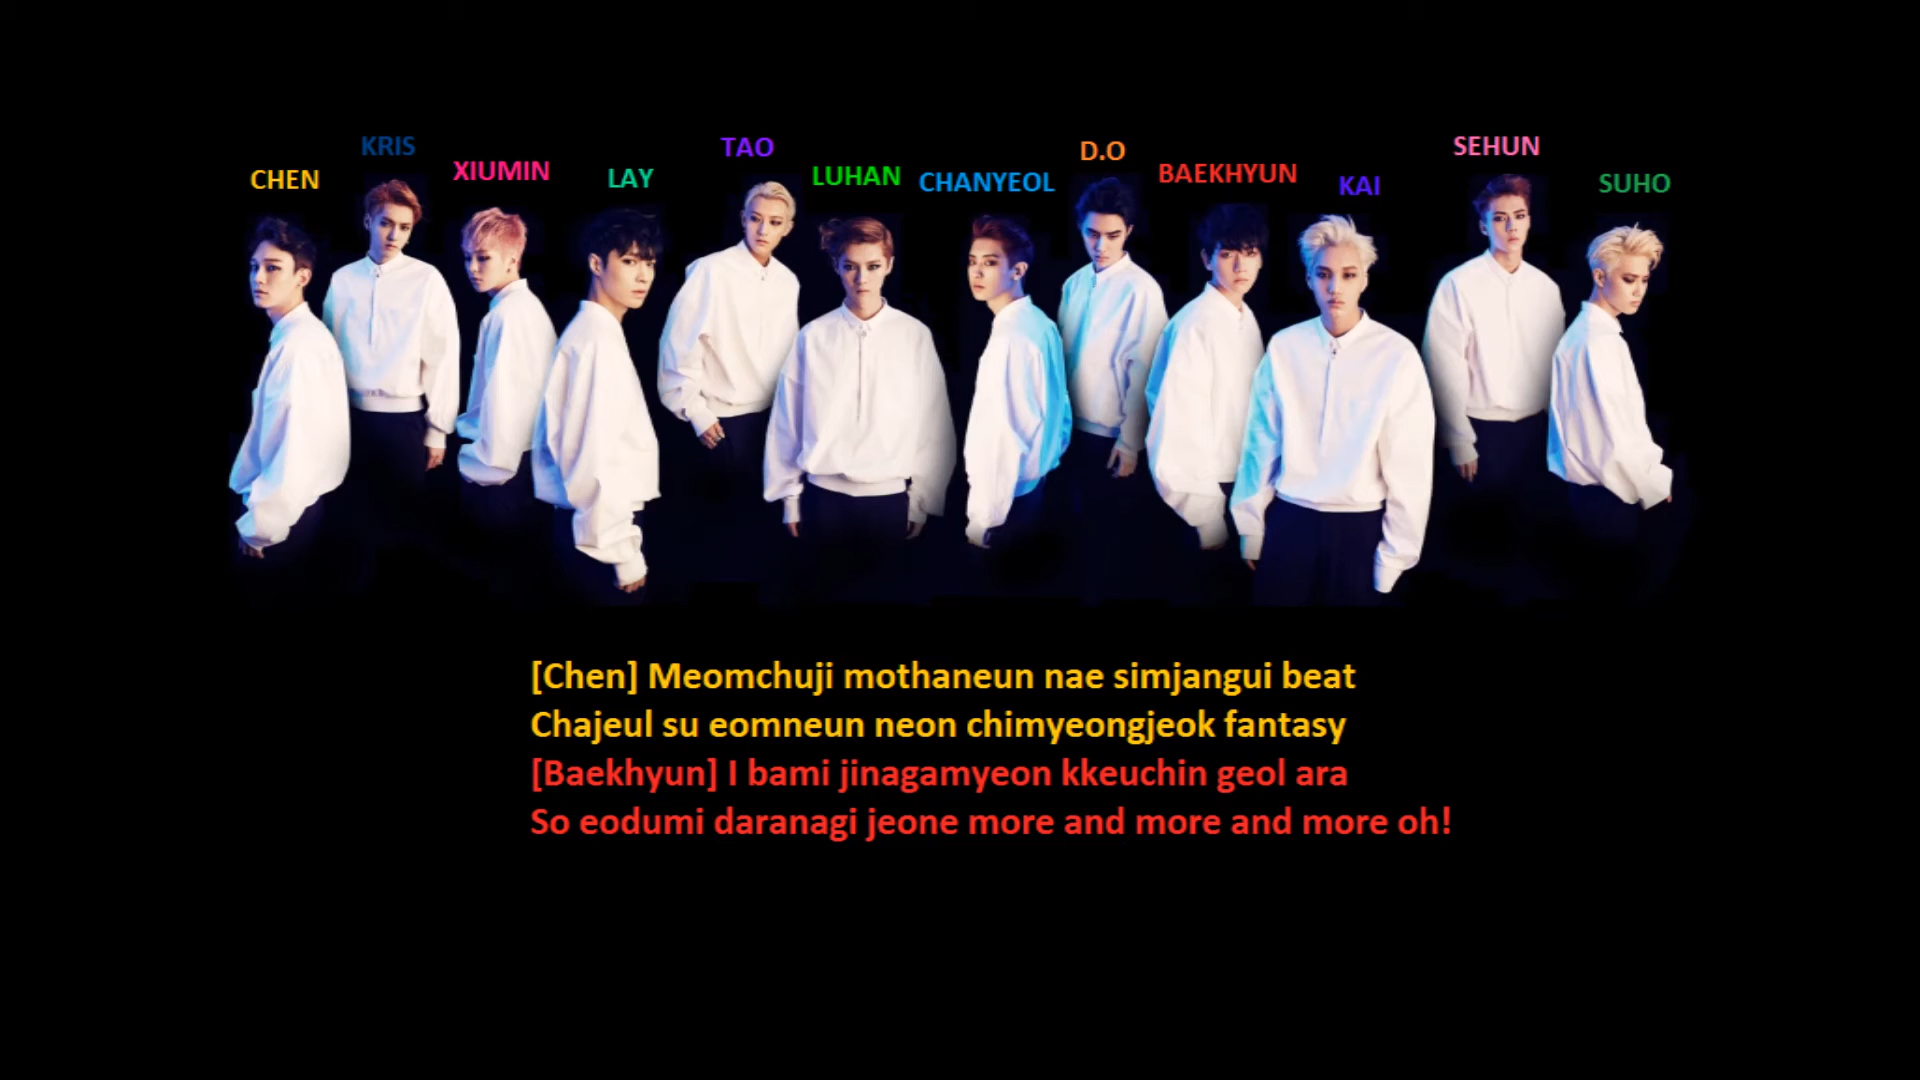 CHEN
KRIS
XIUMIN
LAY
TAO
LUHAN
CHANYEOL
D.O
BAEKHYUN
KAI
SEHUN
SUHO
[Chen] Meomchuji mothaneun nae simjangui beat
Chajeul su eomneun neon chimyeongjeok fantasy
[Baekhyun] I bami jinagamyeon kkeuchin geol ara
So eodumi daranagi jeone more and more and more oh!